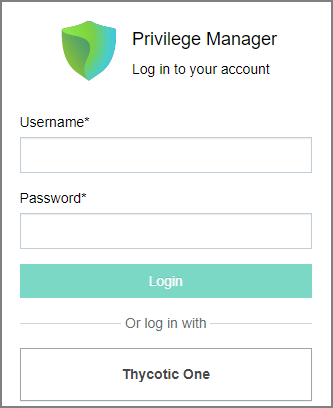 Privilege Manager
Log in to your account
Username*
Password*
Login
Or log in with
Thycotic One